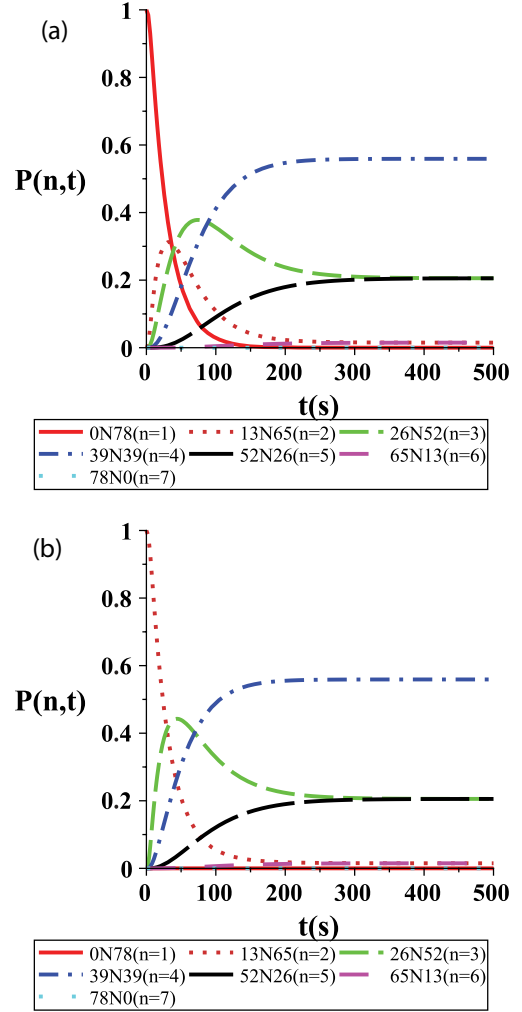 (a)
1
0.8
0.6
P(n,t)
0.4
0.2
0
0 100 200 300 400 500
t(s)
0N78(n=1) 13N65(n=2) 26N52(n=3)
39N39(n=4) 52N26(n=5) 65N13(n=6)
78N0(n=7)
(b)
1
0.8
0.6
P(n,t)
0.4
0.2
0
0 100 200 300 400 500
t(s)
0N78(n=1) 13N65(n=2) 26N52(n=3)
39N39(n=4) 52N26(n=5) 65N13(n=6)
78N0(n=7)